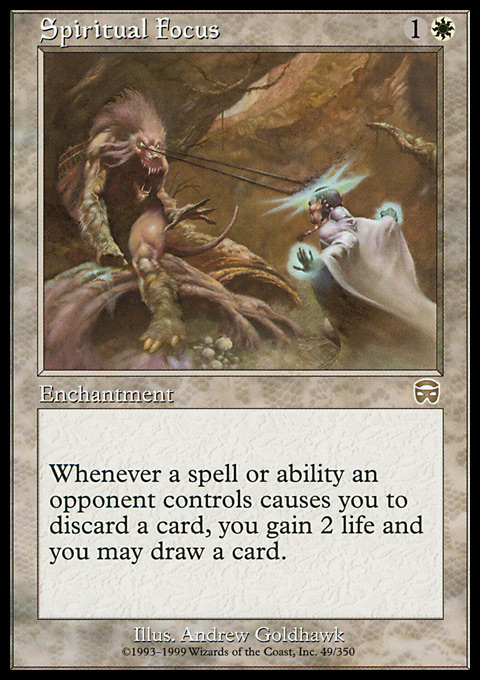 Spiritual Focus 1
Enchantment
Whenever a spell or ability an
opponent controls causes you to
discard a card, you gain 2 life and
you may draw a card.
Illus. Andrew Goldhawk
©1993–1999 Wizards of the Coast, Inc. 49/350